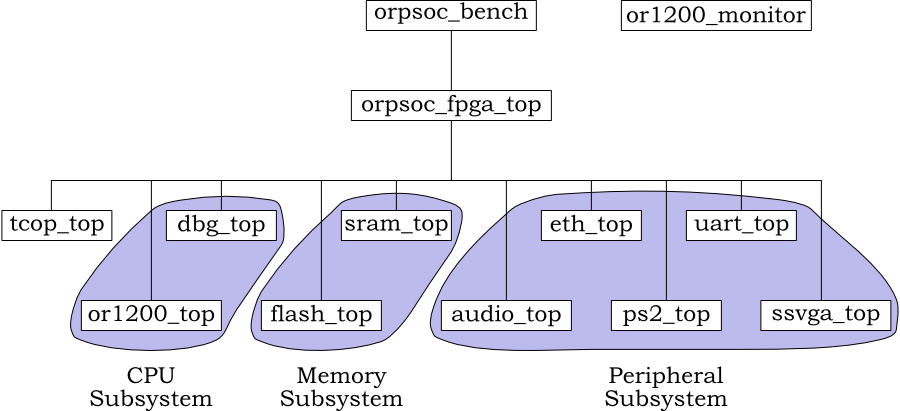 orpsoc_bench
or1200_monitor
orpsoc_fpga_top
tcop_top
dbg_top
sram_top
eth_top
uart_top
or1200_top
flash_top
audio_top
ps2_top
ssvga_top
CPU
Subsystem
Memory
Subsystem
Peripheral
Subsystem